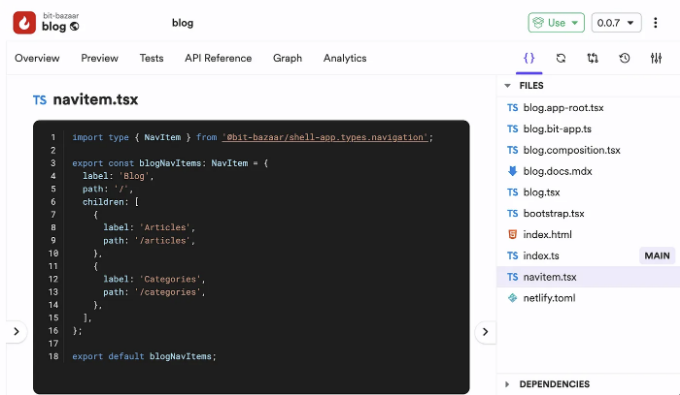 bit-bazaar
blog
blog
Use
0.0.7
Overview Preview Tests API Reference Graph Analytics
TS navitem.tsx
1 import type { NavItem } from '@bit-bazaar/shell-app.types.navigation';
2
3 export const blogNavItems: NavItem = {
4   label: 'Blog',
5   path: '/',
6   children: [
7     {
8       label: 'Articles',
9       path: '/articles',
10     },
11     {
12       label: 'Categories',
13       path: '/categories',
14     },
15   ],
16 };
17
18 export default blogNavItems;
{}
FILES
TS blog.app-root.tsx
TS blog.bit-app.ts
TS blog.composition.tsx
blog.docs.mdx
TS blog.tsx
TS bootstrap.tsx
index.html
TS index.ts MAIN
TS navitem.tsx
netlify.toml
DEPENDENCIES